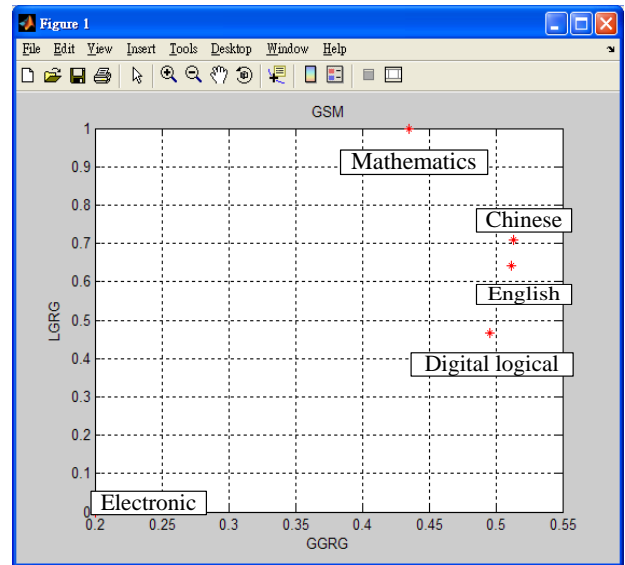 Figure 1
File Edit View Insert Tools Desktop Window Help
GSM
1
0.9
0.8
0.7
0.6
0.5
0.4
0.3
0.2
0.1
0
LGRG
Mathematics
Chinese
English
Digital logical
Electronic
0.2 0.25 0.3 0.35 0.4 0.45 0.5 0.55
GGRG